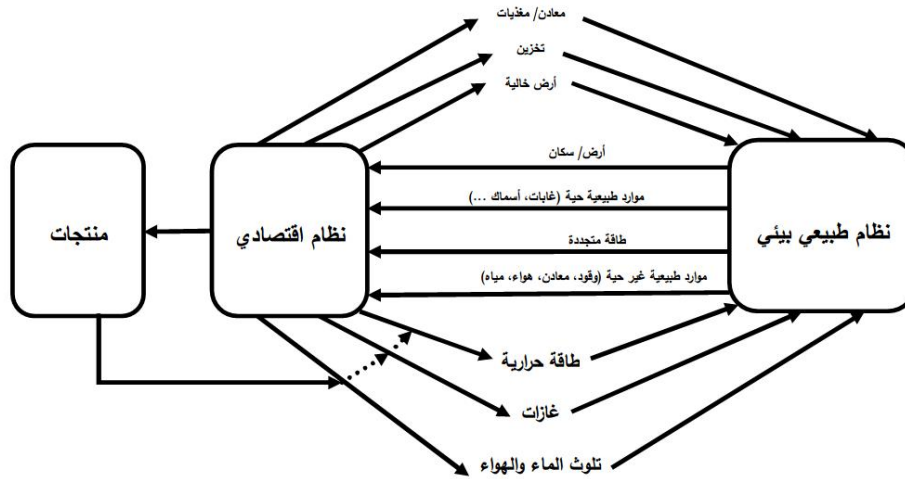 معادن/ مغذيات
تخزين
أرض خالية
أرض/ سكان
موارد طبيعية حية (غابات، أسماك ...)
نظام طبيعي بيئي
نظام اقتصادي
منتجات
طاقة متجددة
موارد طبيعية غير حية (وقود، معادن، هواء، مياه)
طاقة حرارية
غازات
تلوث الماء والهواء